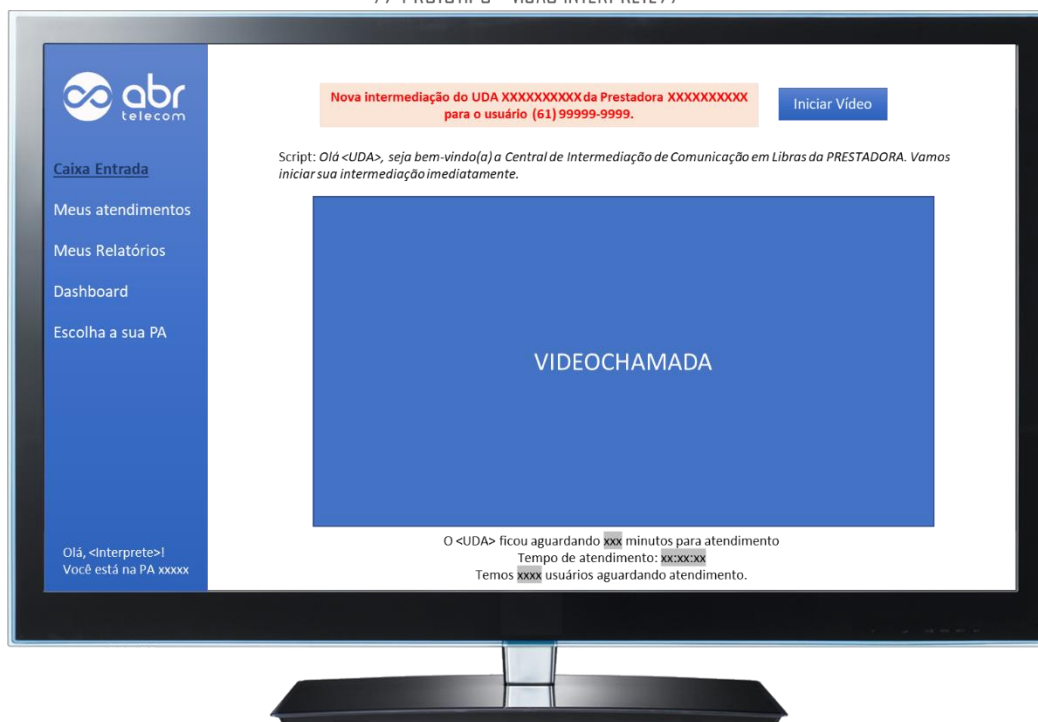 // PROTÓTIPO - VISÃO INTÉRPRETE//
abr
telecom
Nova intermediação do UDA XXXXXXXXXX da Prestadora XXXXXXXXXX
para o usuário (61) 99999-9999.
Iniciar Vídeo
Script: Olá <UDA>, seja bem-vindo(a) a Central de Intermediação de Comunicação em Libras da PRESTADORA. Vamos
iniciar sua intermediação imediatamente.
Caixa Entrada
Meus atendimentos
Meus Relatórios
Dashboard
Escolha a sua PA
VIDEOCHAMADA
O <UDA> ficou aguardando xxx minutos para atendimento
Tempo de atendimento: xx:xx:xx
Temos xxxx usuários aguardando atendimento.
Olá, <Interprete>!
Você está na PA xxxxx